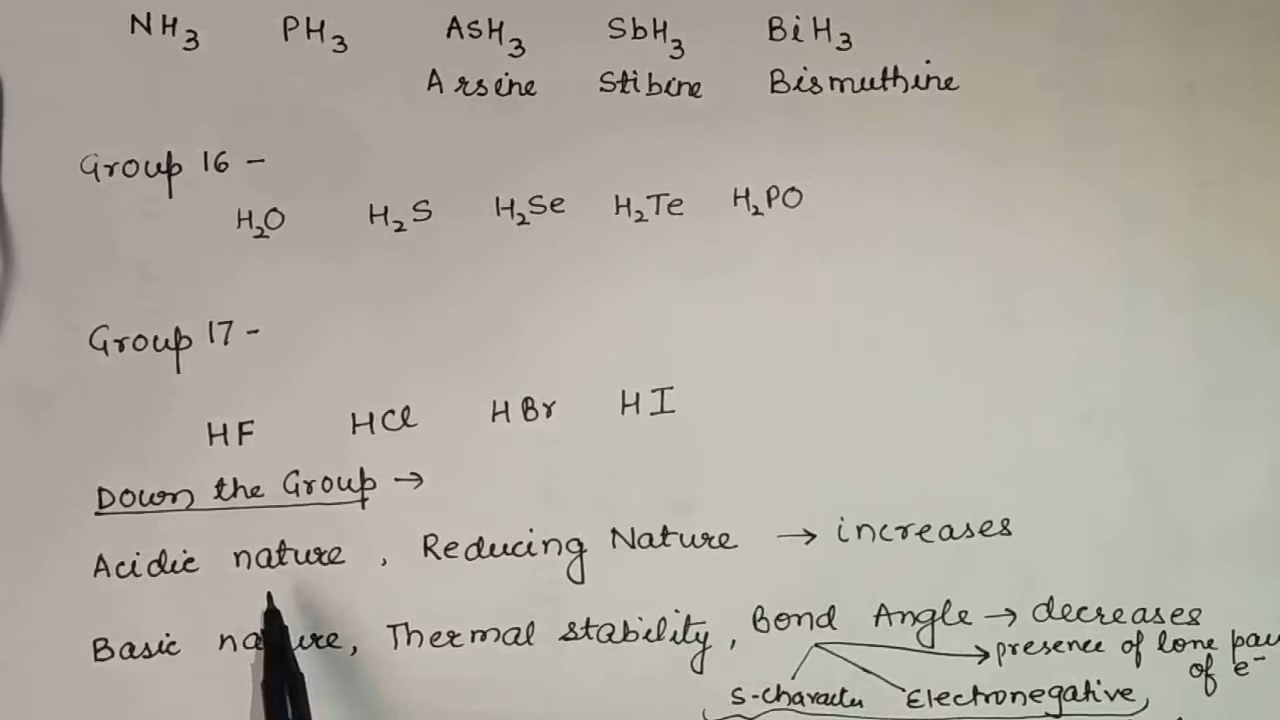 NH₃ PH₃ AsH₃ SbH₃ BiH₃
Arsine Stibine Bismuthine
Group 16 -
H₂O H₂S H₂Se H₂Te H₂PO
Group 17 -
HF HCl HBr HI
Down the Group →
Acidic nature , Reducing Nature → increases
Basic nature, Thermal stability, Bond Angle → decreases
→ presence of lone pair
of e⁻
s-character Electronegative,